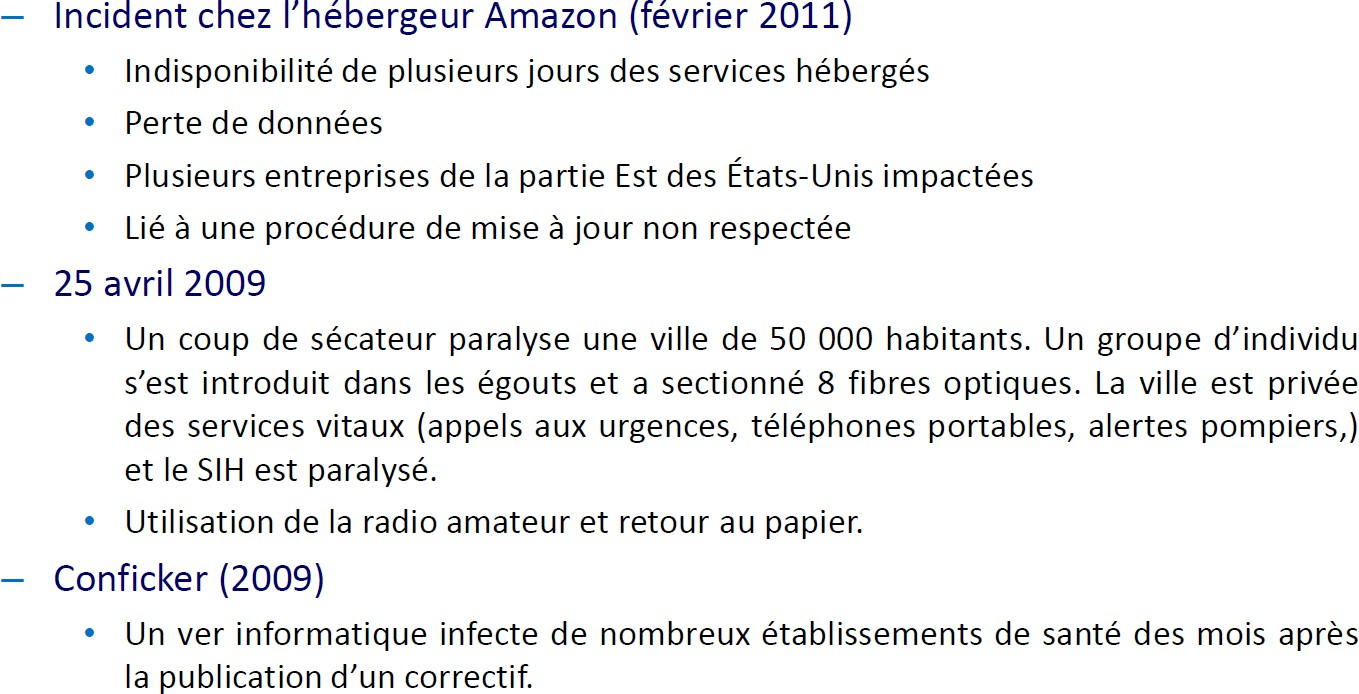 – Incident chez l’hébergeur Amazon (février 2011)
• Indisponibilité de plusieurs jours des services hébergés
• Perte de données
• Plusieurs entreprises de la partie Est des États-Unis impactées
• Lié à une procédure de mise à jour non respectée
– 25 avril 2009
• Un coup de sécateur paralyse une ville de 50 000 habitants. Un groupe d’individu
s’est introduit dans les égouts et a sectionné 8 fibres optiques. La ville est privée
des services vitaux (appels aux urgences, téléphones portables, alertes pompiers,)
et le SIH est paralysé.
• Utilisation de la radio amateur et retour au papier.
– Conficker (2009)
• Un ver informatique infecte de nombreux établissements de santé des mois après
la publication d’un correctif.